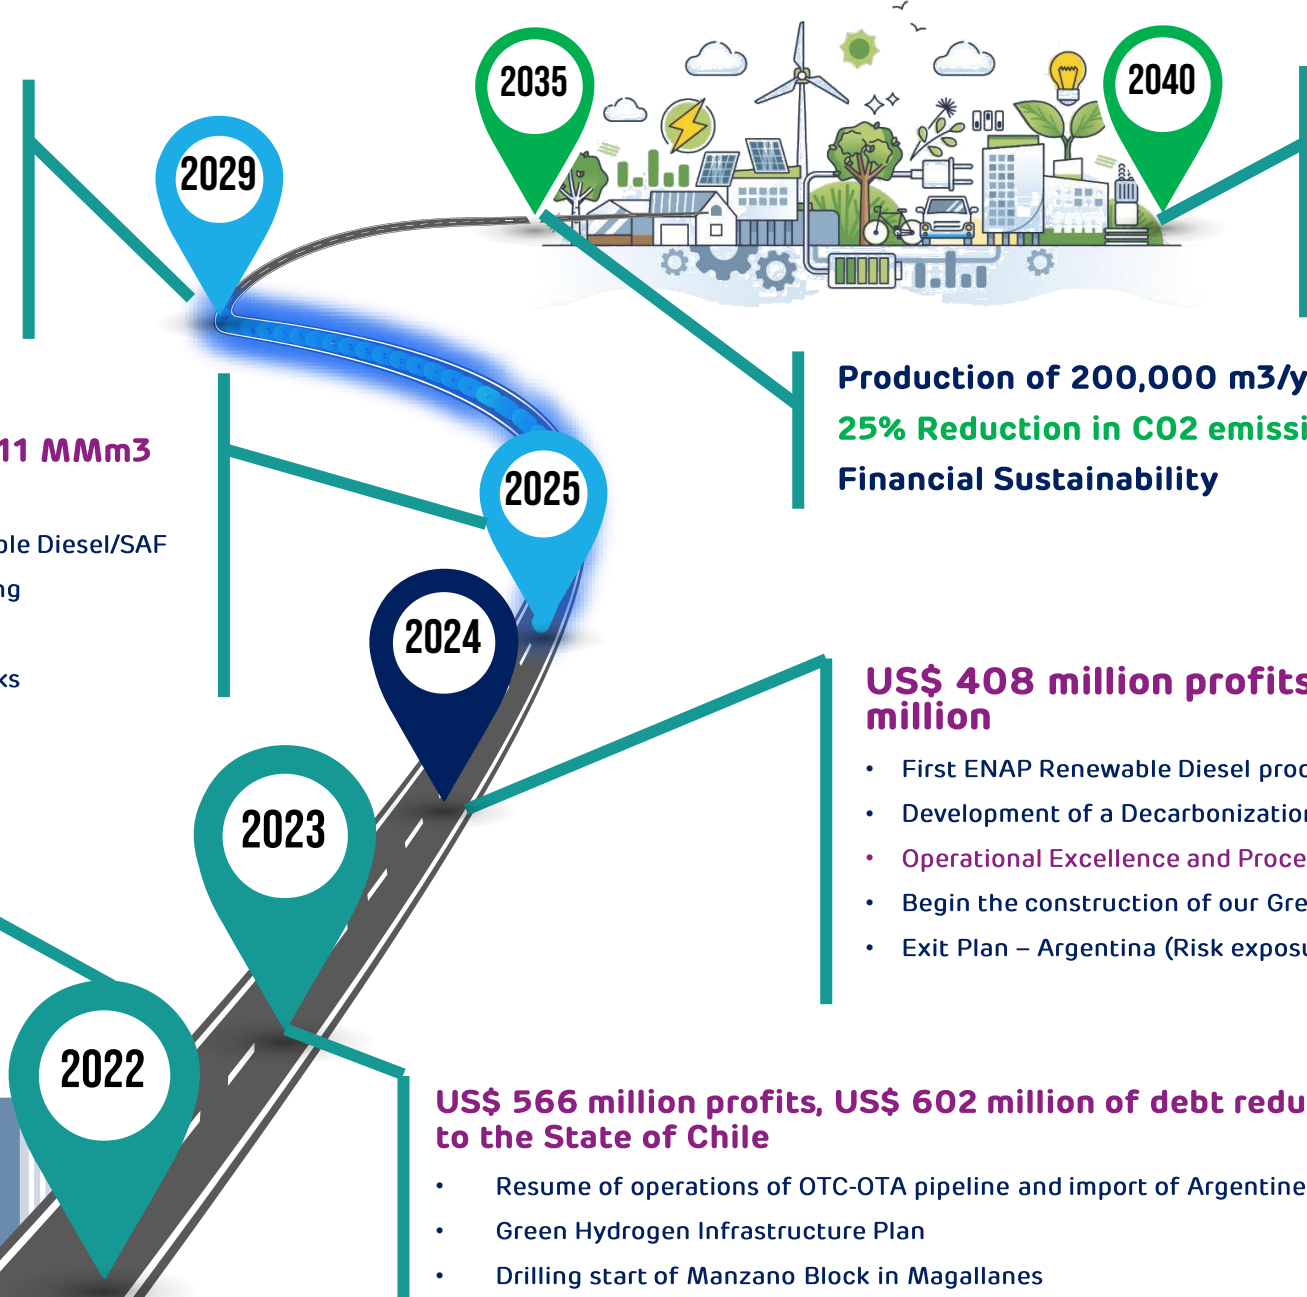 2035
2040
2029
Production of 200,000 m3/y
25% Reduction in CO2 emissi
Financial Sustainability
11 MMm3
ble Diesel/SAF
ng
ks
2025
2024
US$ 408 million profits
million
• First ENAP Renewable Diesel proc
• Development of a Decarbonization
• Operational Excellence and Proce
• Begin the construction of our Gre
• Exit Plan – Argentina (Risk exposu
2023
2022
US$ 566 million profits, US$ 602 million of debt redu
to the State of Chile
• Resume of operations of OTC-OTA pipeline and import of Argentine
• Green Hydrogen Infrastructure Plan
• Drilling start of Manzano Block in Magallanes